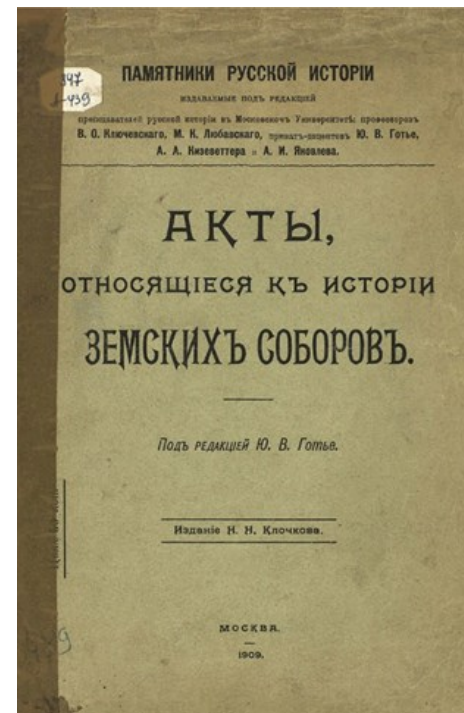 947
ПАМЯТНИКИ РУССКОЙ ИСТОРІИ
ИЗДАВАЕМЫЕ ПОДЪ РЕДАКЦІЕЙ
преподавателей русской исторіи въ Московскомъ Университетѣ: профессоровъ
В. О. Ключевскаго, М. К. Любавскаго, приватъ-доцентовъ Ю. В. Готье,
А. А. Кизеветтера и А. И. Яковлева.
АКТЫ,
ОТНОСЯЩІЕСЯ КЪ ИСТОРІИ
ЗЕМСКИХЪ СОБОРОВЪ.
Подъ редакціей Ю. В. Готье.
Изданіе Н. Н. Клочкова.
МОСКВА.
1909.